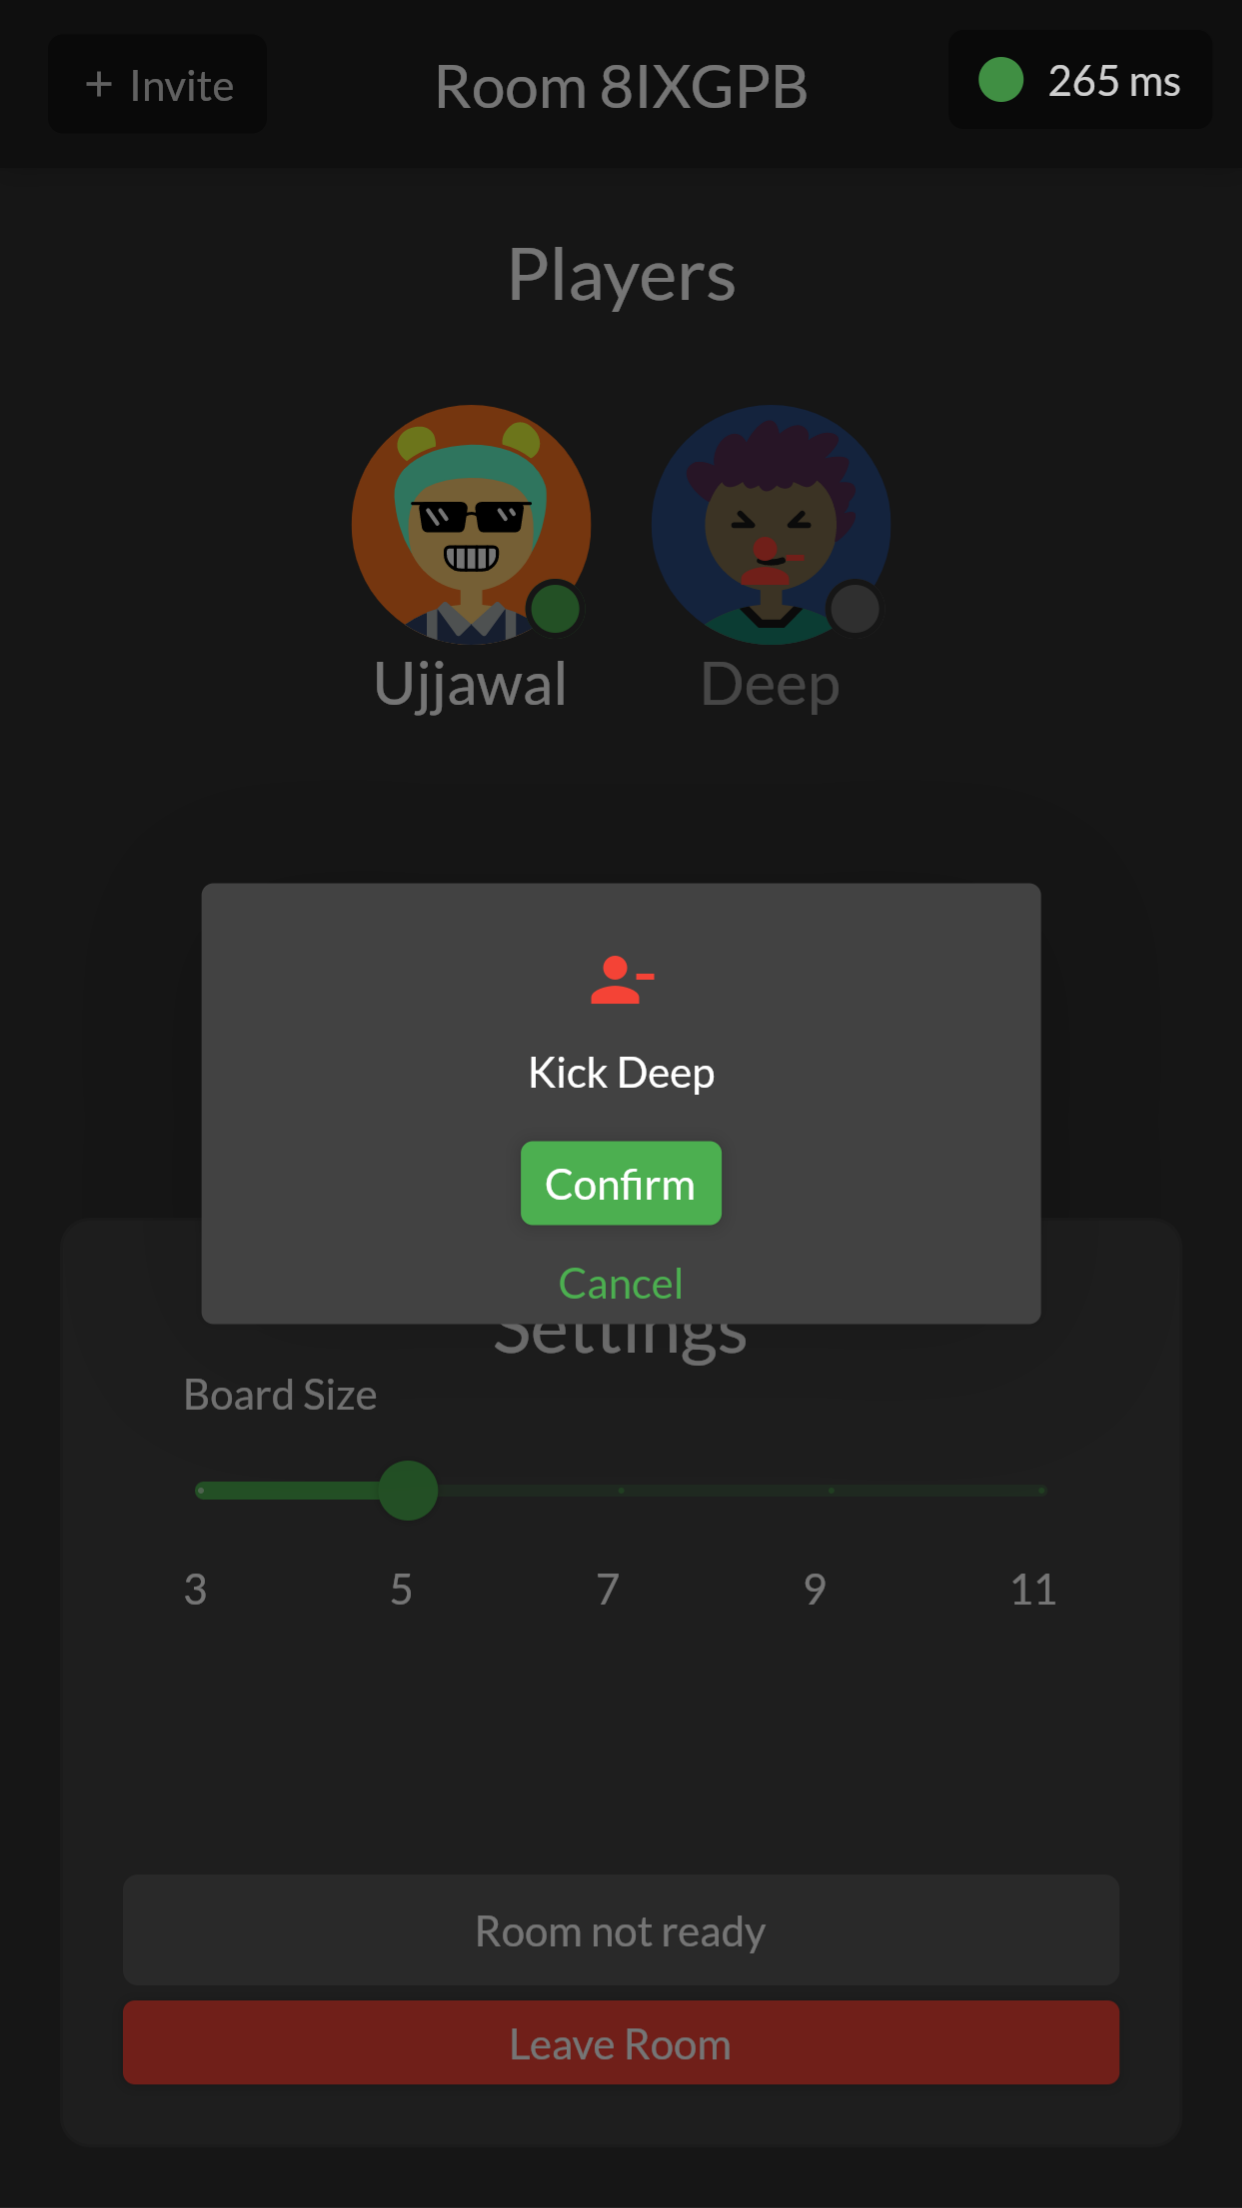 + Invite
Room 8IXGPB
265 ms
Players
Ujjawal
Deep
Kick Deep
Confirm
Cancel
Settings
Board Size
3 5 7 9 11
Room not ready
Leave Room